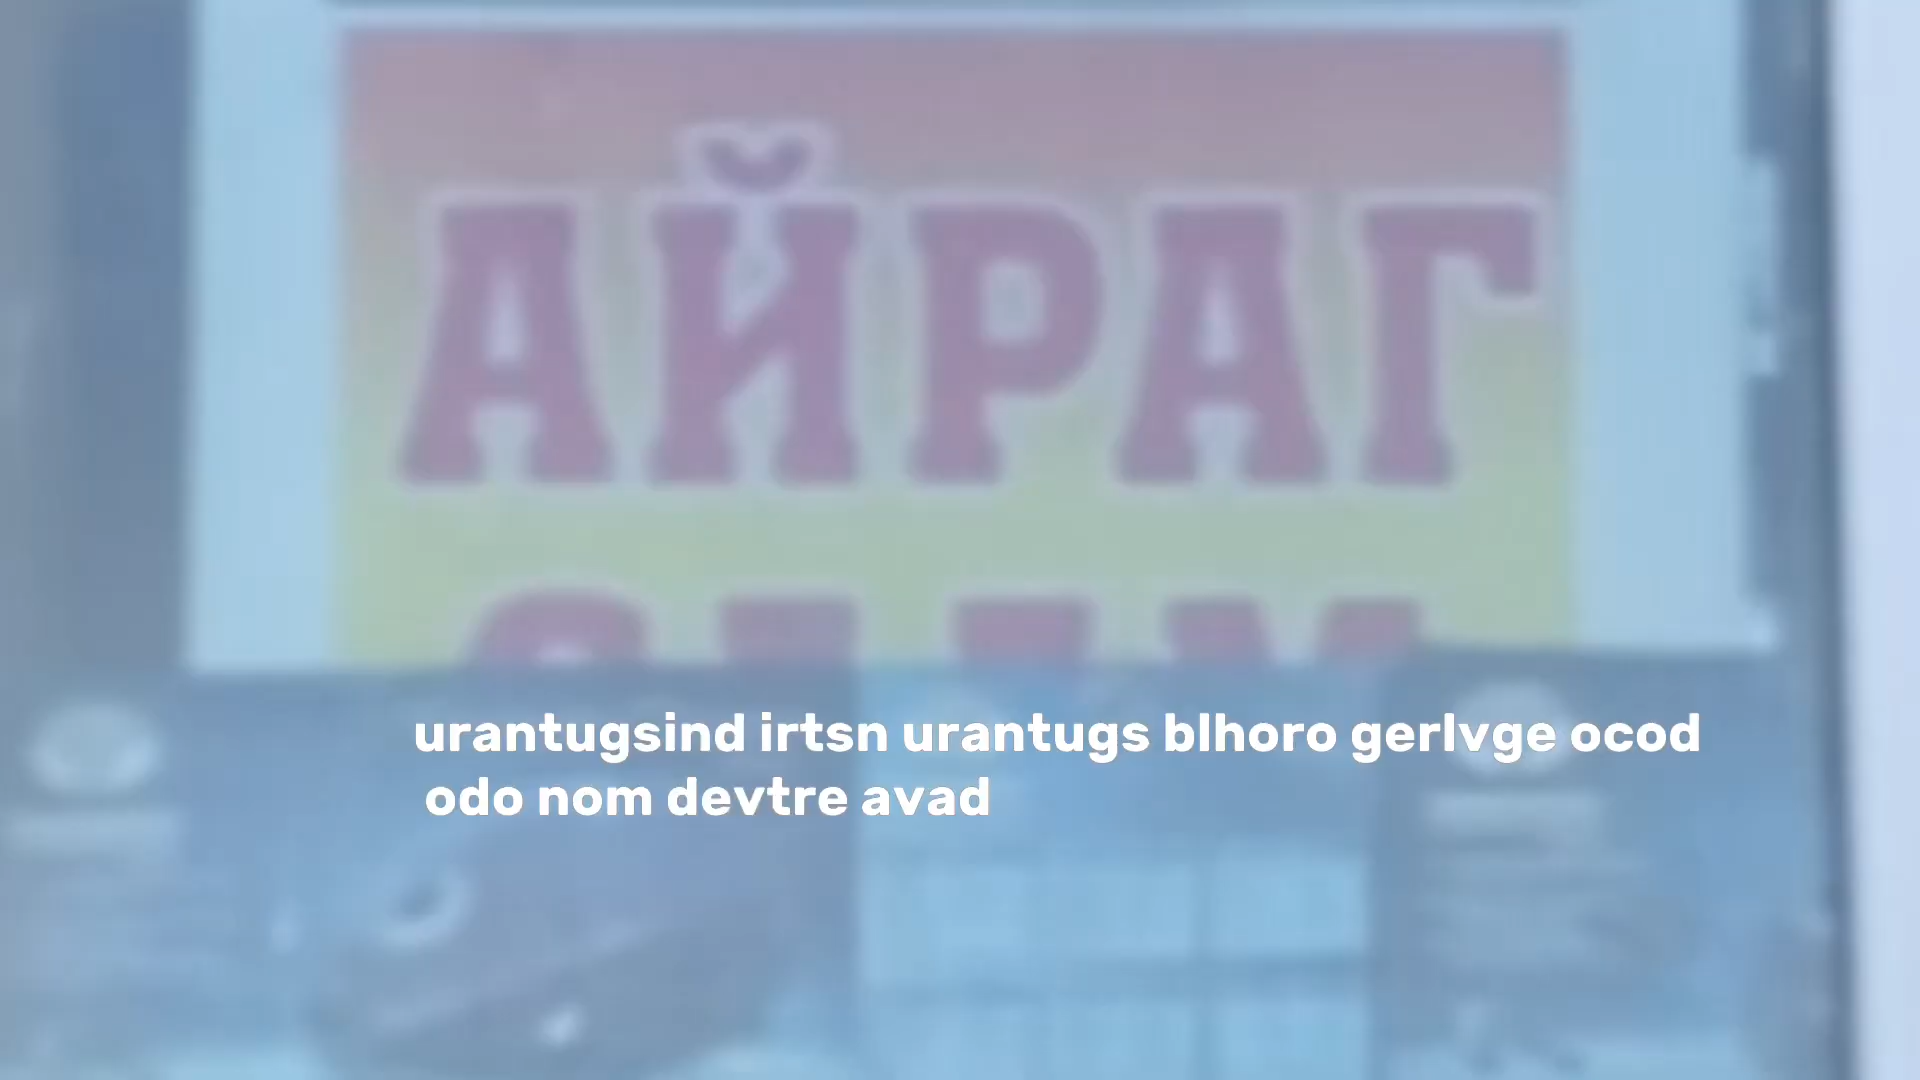 АЙРАГ
urantugsind irtsn urantugs blhoro gerlvge ocod
odo nom devtre avad